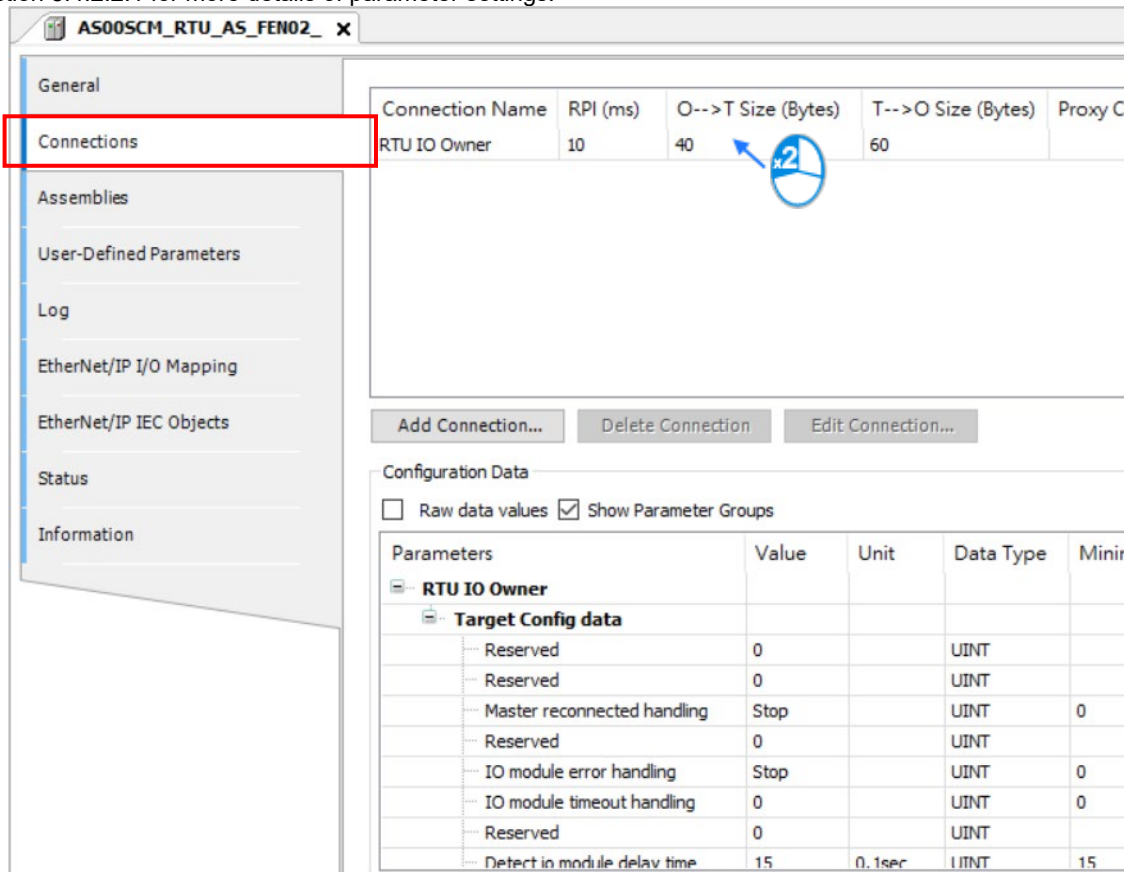 AS00SCM_RTU_AS_FEN02_ x
General
Connections
Assemblies
User-Defined Parameters
Log
EtherNet/IP I/O Mapping
EtherNet/IP IEC Objects
Status
Information
Connection Name RPI (ms) O-->T Size (Bytes) T-->O Size (Bytes) Proxy C
RTU IO Owner 10 40 60
x2
Add Connection... Delete Connection Edit Connection...
Configuration Data
Raw data values Show Parameter Groups
Parameters Value Unit Data Type
RTU IO Owner
Target Config data
Reserved 0 UINT
Reserved 0 UINT
Master reconnected handling Stop UINT 0
Reserved 0 UINT
IO module error handling Stop UINT 0
IO module timeout handling 0 UINT 0
Reserved 0 UINT
Detect io module delay time 15 0.1sec UINT 15